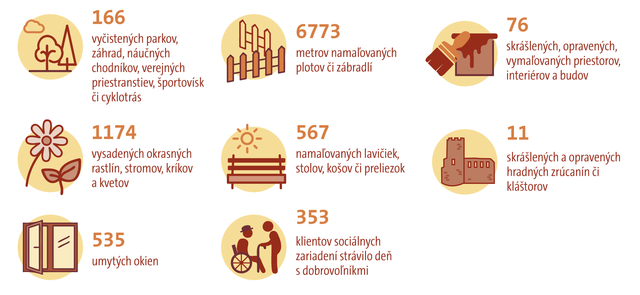 166
vyčistených parkov,
záhrad, náučných
chodníkov, verejných
priestranstiev, športovísk
či cyklotrás
6773
metrov namaľovaných
plotov či zábradlí
76
skrášlených, opravených,
vymaľovaných priestorov,
interiérov a budov
1174
vysadených okrasných
rastlín, stromov, kríkov
a kvetov
567
namaľovaných lavičiek,
stolov, košov či preliezok
11
skrášlených a opravených
hradných zrúcanín či
kláštorov
535
umytých okien
353
klientov sociálnych
zariadení strávilo deň
s dobrovoľníkmi